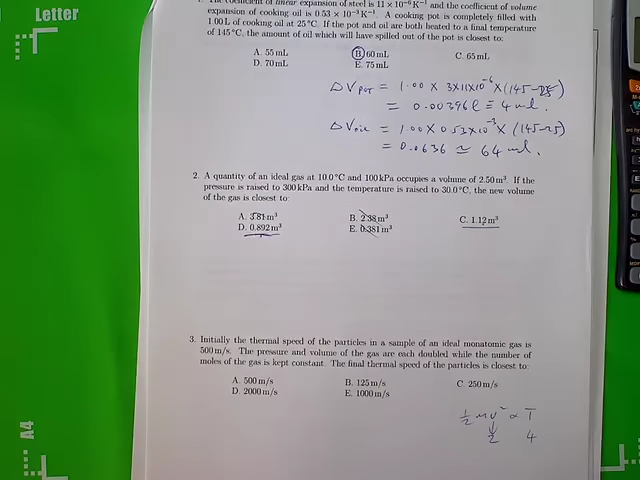 Letter
1. The coefficient of linear expansion of steel is 11 × 10⁻⁶ K⁻¹ and the coefficient of volume
expansion of cooking oil is 0.53 × 10⁻³ K⁻¹. A cooking pot is completely filled with
1.00 L of cooking oil at 25 °C. If the pot and oil are both heated to a final temperature
of 145 °C, the amount of oil which will have spilled out of the pot is closest to:
A. 55 mL B. 60 mL C. 65 mL
D. 70 mL E. 75 mL
ΔV pot = 1.00 × 3×11×10⁻⁶ × (145-25)
= 0.00396 l = 4 ml.
ΔV oil = 1.00 × 0.53×10⁻³ × (145-25)
= 0.0636 ≃ 64 ml.
2. A quantity of an ideal gas at 10.0 °C and 100 kPa occupies a volume of 2.50 m³. If the
pressure is raised to 300 kPa and the temperature is raised to 30.0 °C, the new volume
of the gas is closest to:
A. 3.81 m³ B. 2.38 m³ C. 1.12 m³
D. 0.892 m³ E. 0.381 m³
3. Initially the thermal speed of the particles in a sample of an ideal monatomic gas is
500 m/s. The pressure and volume of the gas are each doubled while the number of
moles of the gas is kept constant. The final thermal speed of the particles is closest to:
A. 500 m/s B. 125 m/s C. 250 m/s
D. 2000 m/s E. 1000 m/s
½ m v² ∝ T
2 4
A4